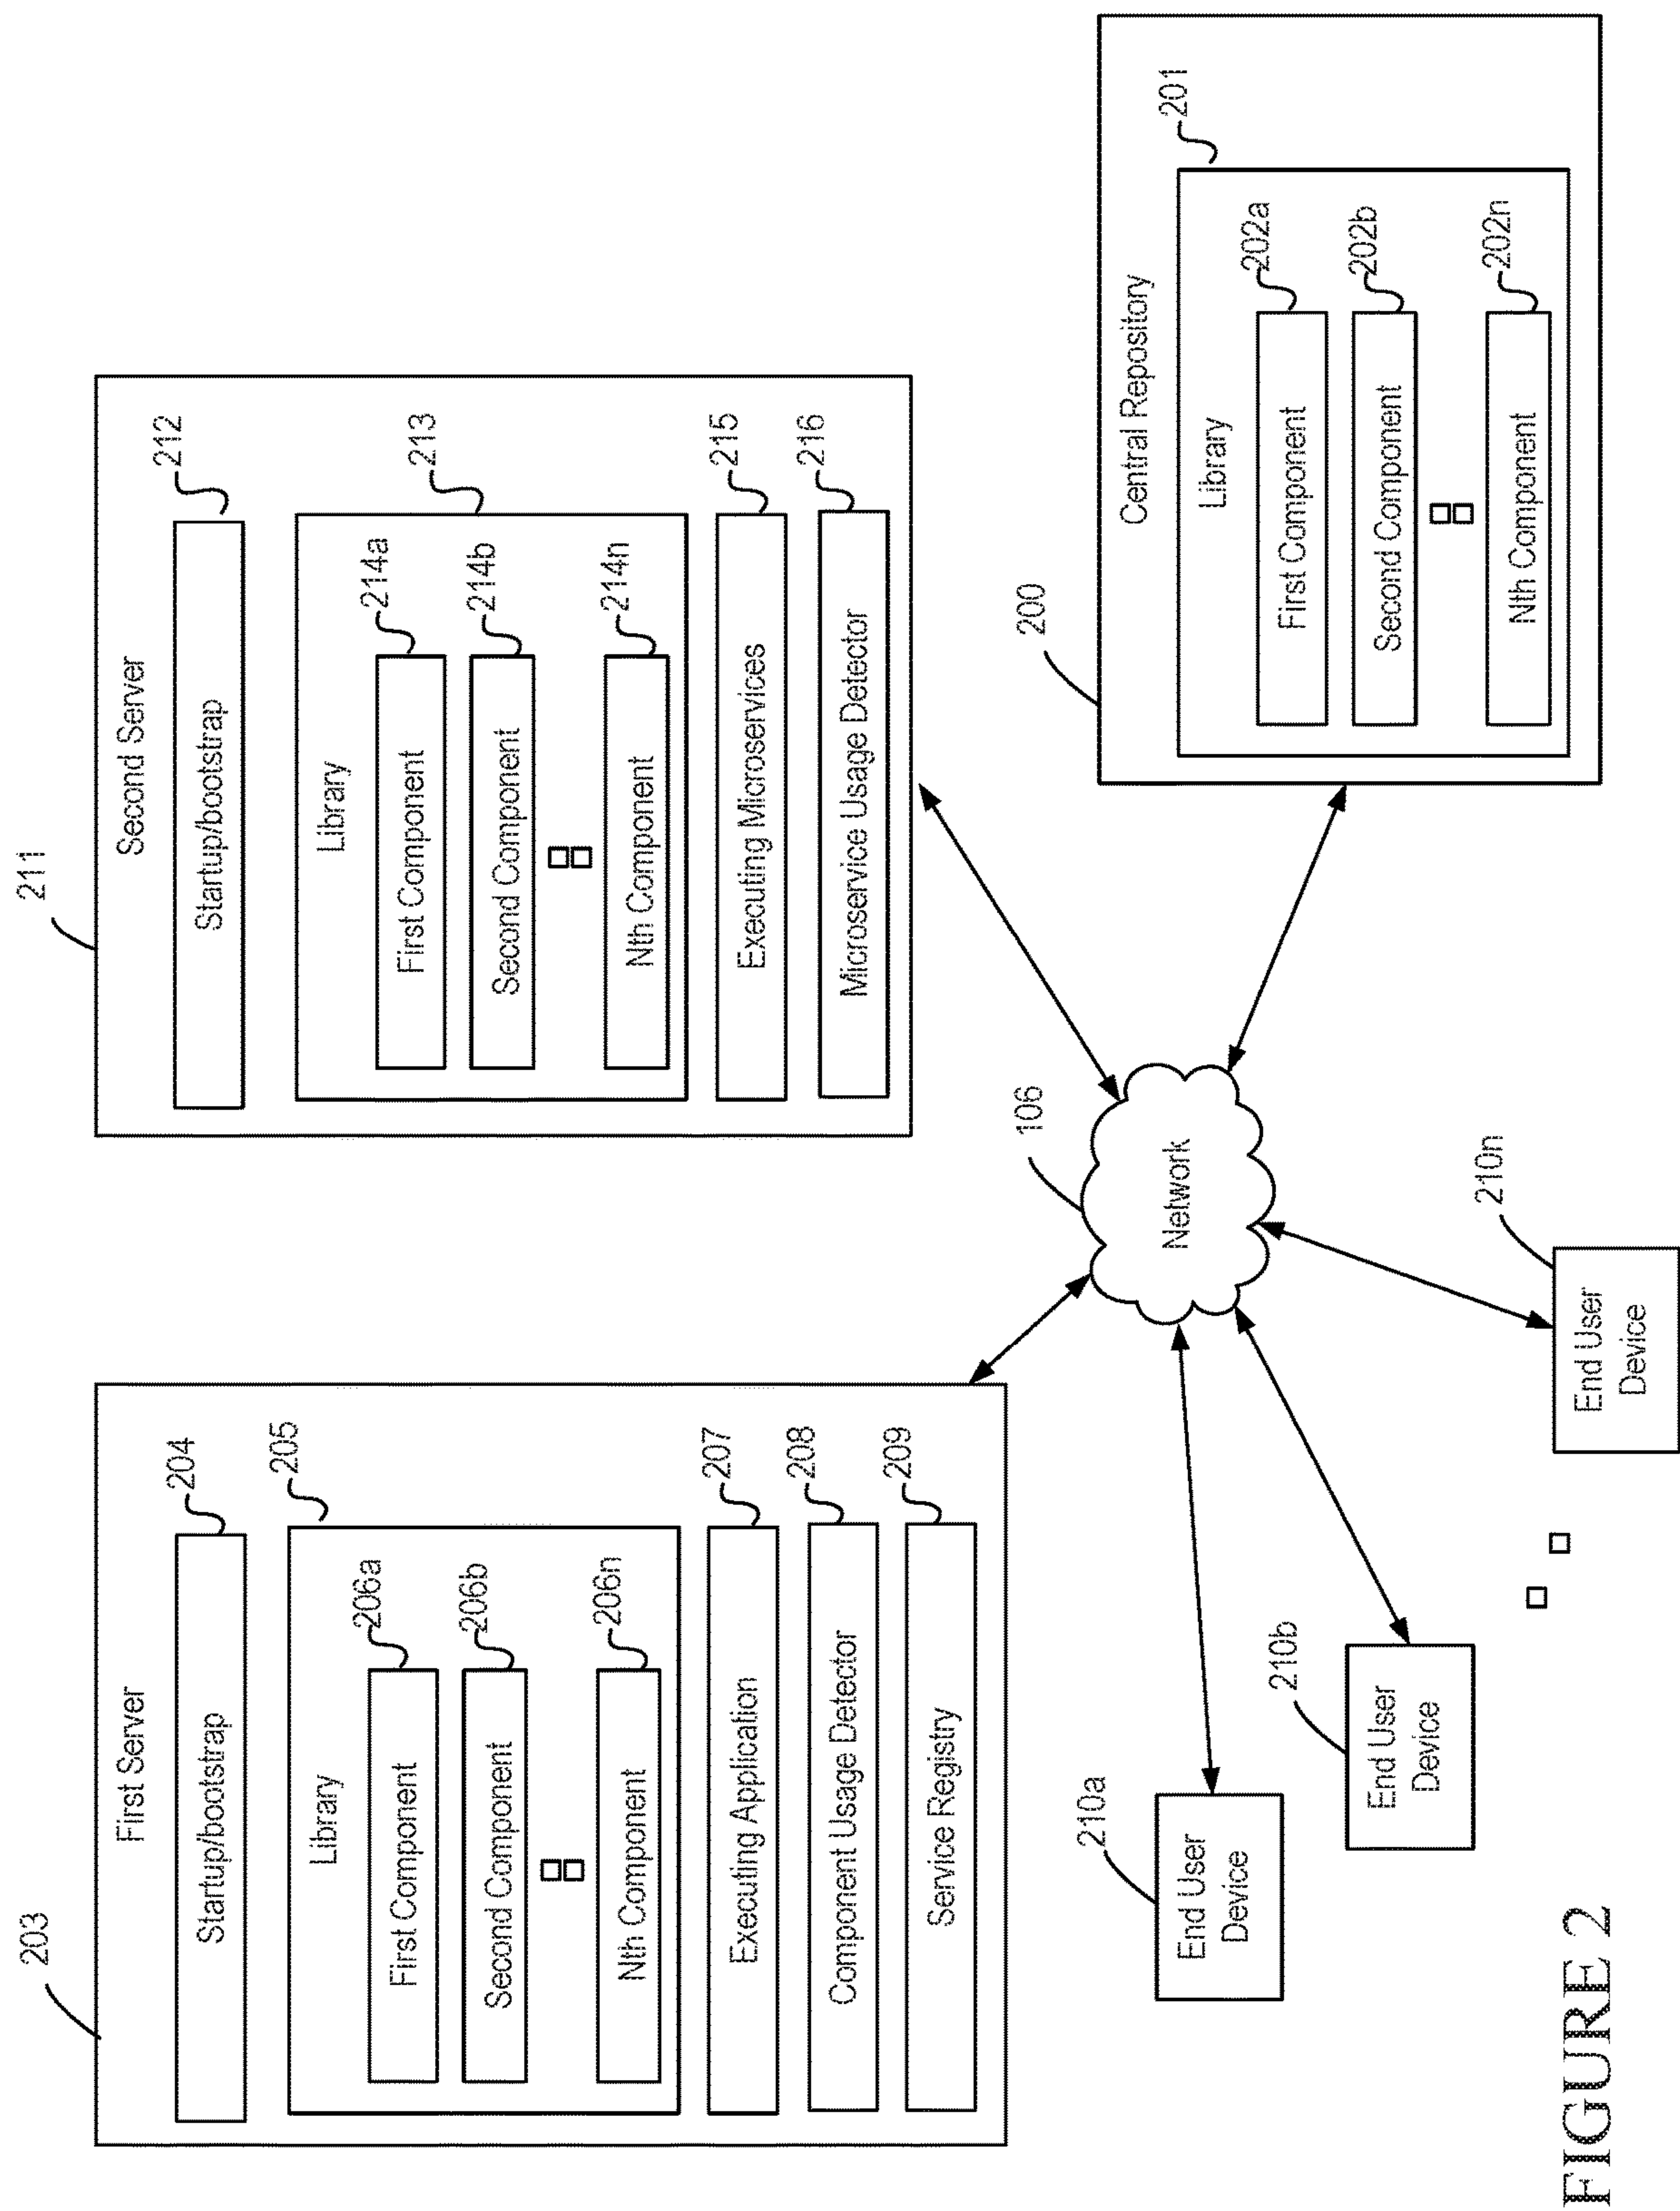 203
First Server
204
Startup/bootstrap
205
Library
206a
First Component
206b
Second Component
206n
Nth Component
207
Executing Application
208
Component Usage Detector
209
Service Registry
211
Second Server
212
Startup/bootstrap
213
Library
214a
First Component
214b
Second Component
214n
Nth Component
215
Executing Microservices
216
Microservice Usage Detector
106
Network
200
Central Repository
201
Library
202a
First Component
202b
Second Component
202n
Nth Component
210a
End User
Device
210b
End User
Device
210n
End User
Device
FIGURE 2